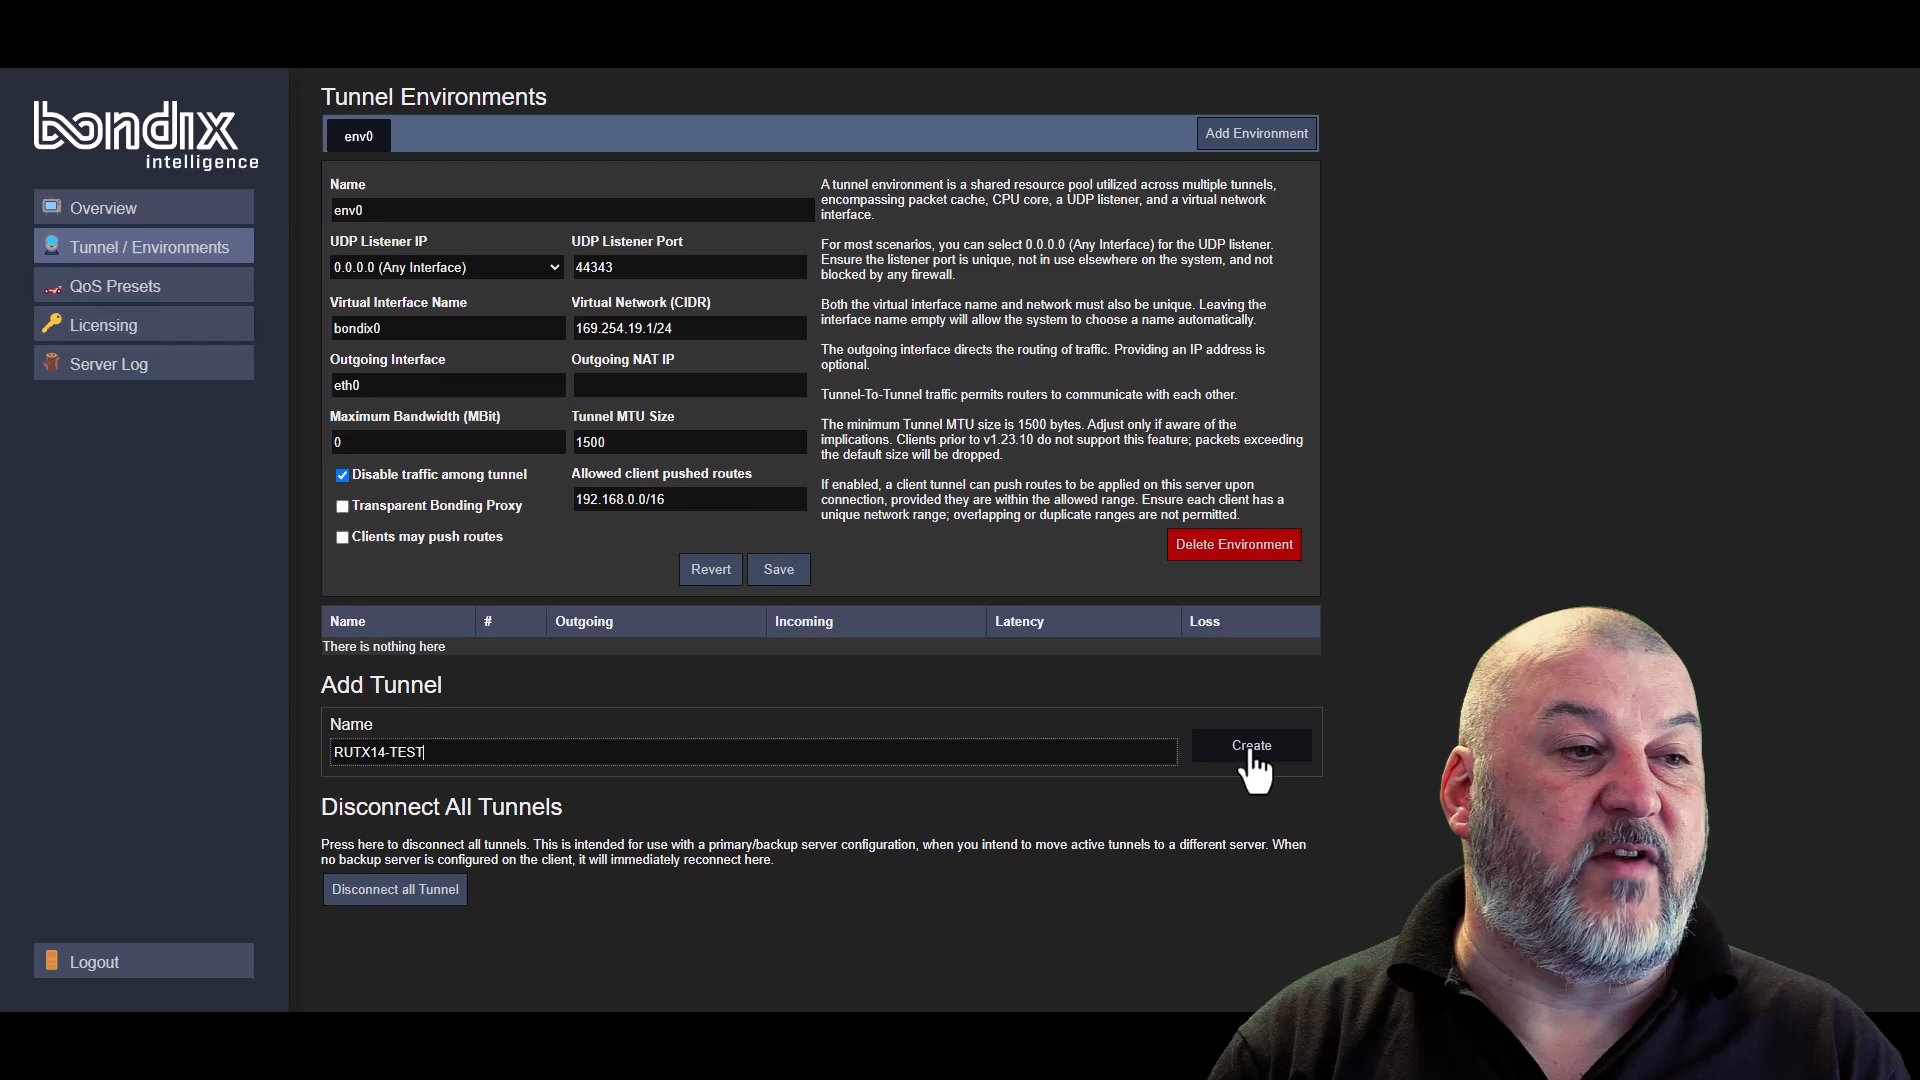 bondix
intelligence
Overview
Tunnel / Environments
QoS Presets
Licensing
Server Log
Logout
Tunnel Environments
env0
Add Environment
Name
env0
UDP Listener IP
UDP Listener Port
0.0.0.0 (Any Interface)
44343
Virtual Interface Name
Virtual Network (CIDR)
bondix0
169.254.19.1/24
Outgoing Interface
Outgoing NAT IP
eth0
Maximum Bandwidth (MBit)
Tunnel MTU Size
0
1500
Disable traffic among tunnel
Allowed client pushed routes
192.168.0.0/16
Transparent Bonding Proxy
Clients may push routes
Revert
Save
A tunnel environment is a shared resource pool utilized across multiple tunnels,
encompassing packet cache, CPU core, a UDP listener, and a virtual network
interface.
For most scenarios, you can select 0.0.0.0 (Any Interface) for the UDP listener.
Ensure the listener port is unique, not in use elsewhere on the system, and not
blocked by any firewall.
Both the virtual interface name and network must also be unique. Leaving the
interface name empty will allow the system to choose a name automatically.
The outgoing interface directs the routing of traffic. Providing an IP address is
optional.
Tunnel-To-Tunnel traffic permits routers to communicate with each other.
The minimum Tunnel MTU size is 1500 bytes. Adjust only if aware of the
implications. Clients prior to v1.23.10 do not support this feature; packets exceeding
the default size will be dropped.
If enabled, a client tunnel can push routes to be applied on this server upon
connection, provided they are within the allowed range. Ensure each client has a
unique network range; overlapping or duplicate ranges are not permitted.
Delete Environment
Name
#
Outgoing
Incoming
Latency
Loss
There is nothing here
Add Tunnel
Name
RUTX14-TEST
Create
Disconnect All Tunnels
Press here to disconnect all tunnels. This is intended for use with a primary/backup server configuration, when you intend to move active tunnels to a different server. When
no backup server is configured on the client, it will immediately reconnect here.
Disconnect all Tunnel